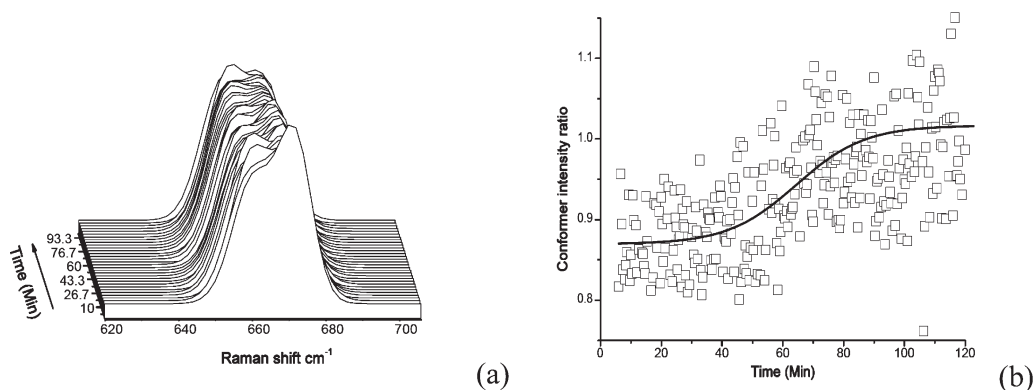 93.3
76.7
60
43.3
26.7
10
Time (Min)
620 640 660 680 700
Raman shift cm⁻¹
(a)
1.1
1.0
0.9
0.8
Conformer intensity ratio
0 20 40 60 80 100 120
Time (Min)
(b)